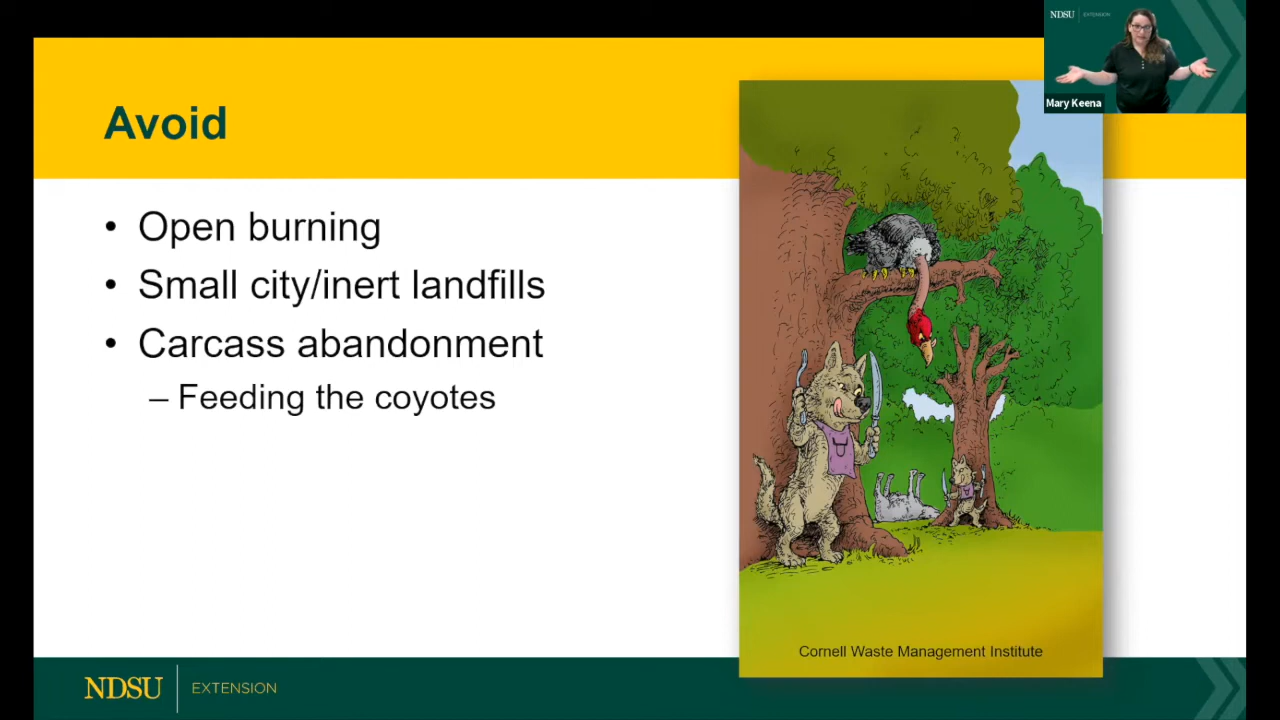 NDSU EXTENSION
Mary Keena
Avoid
• Open burning
• Small city/inert landfills
• Carcass abandonment
– Feeding the coyotes
Cornell Waste Management Institute
NDSU EXTENSION